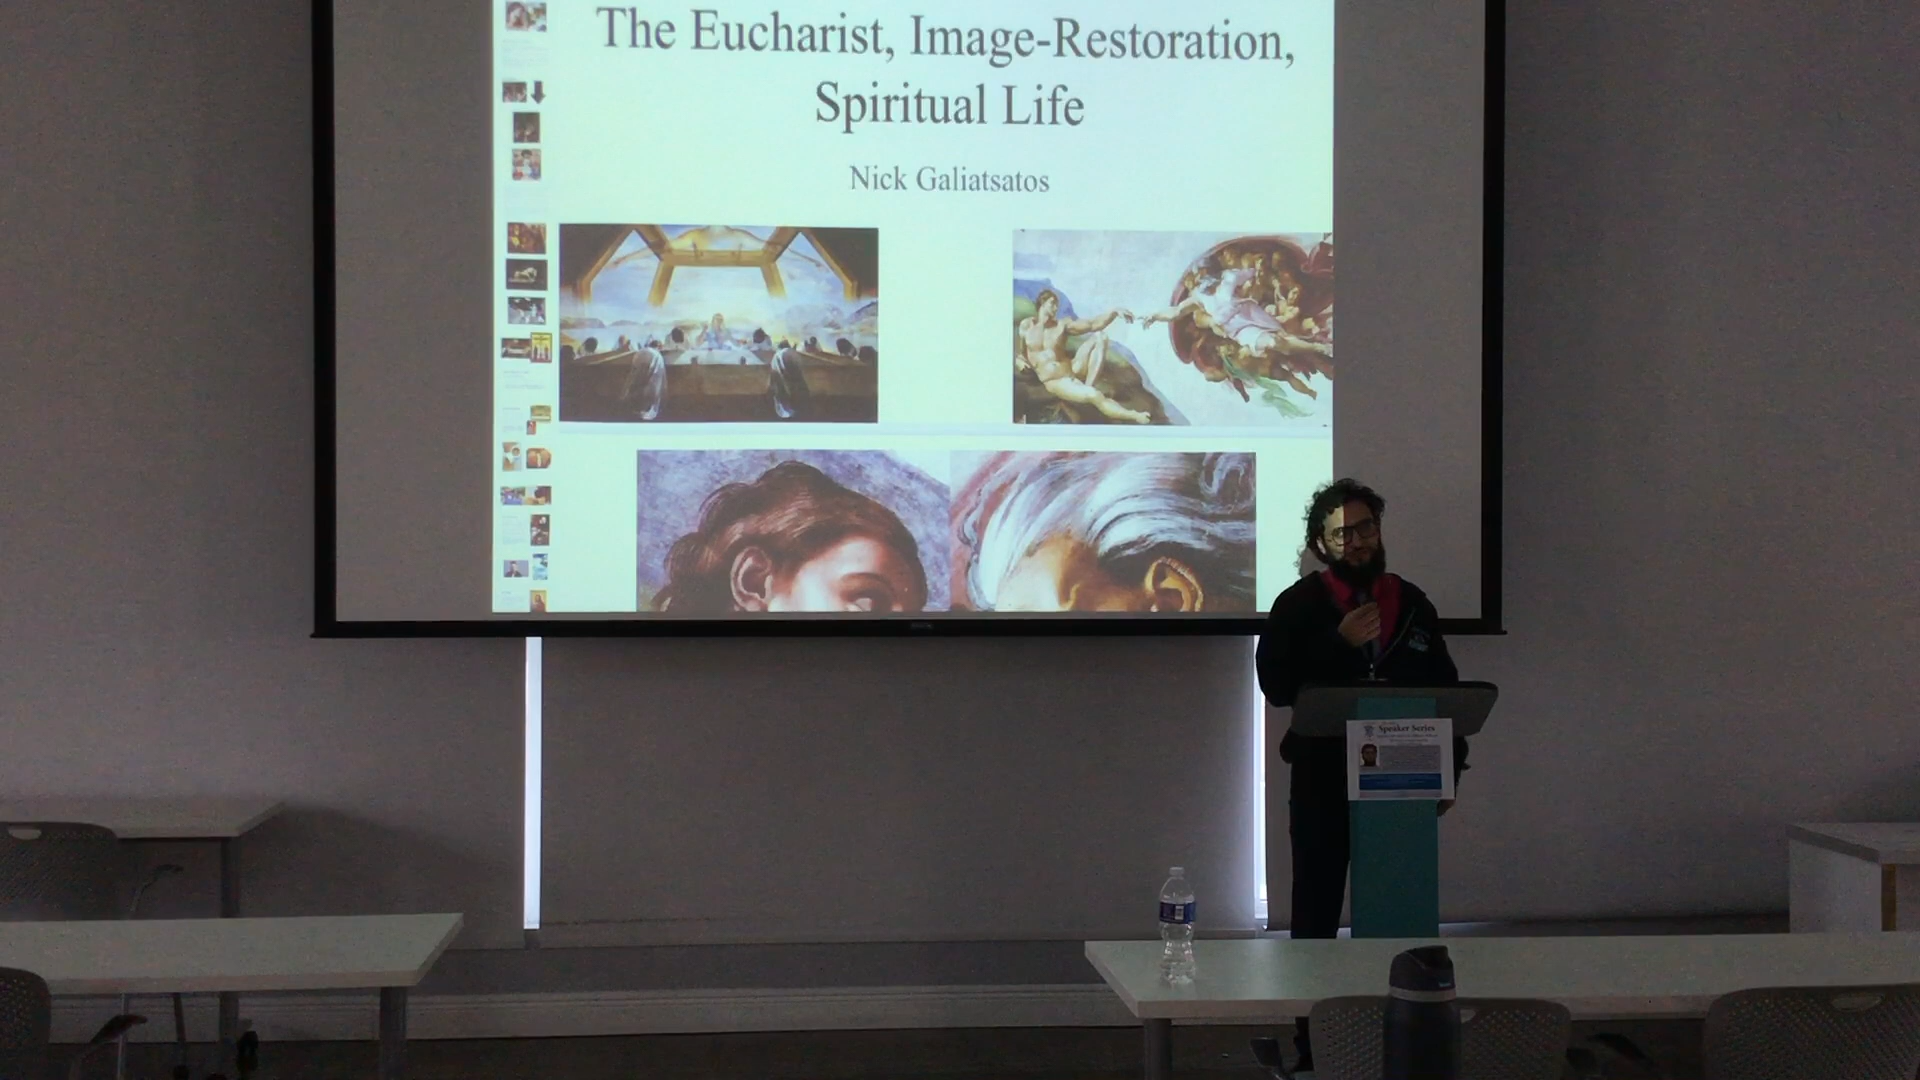 The Eucharist, Image-Restoration,
Spiritual Life
Nick Galiatsatos
Speaker Series